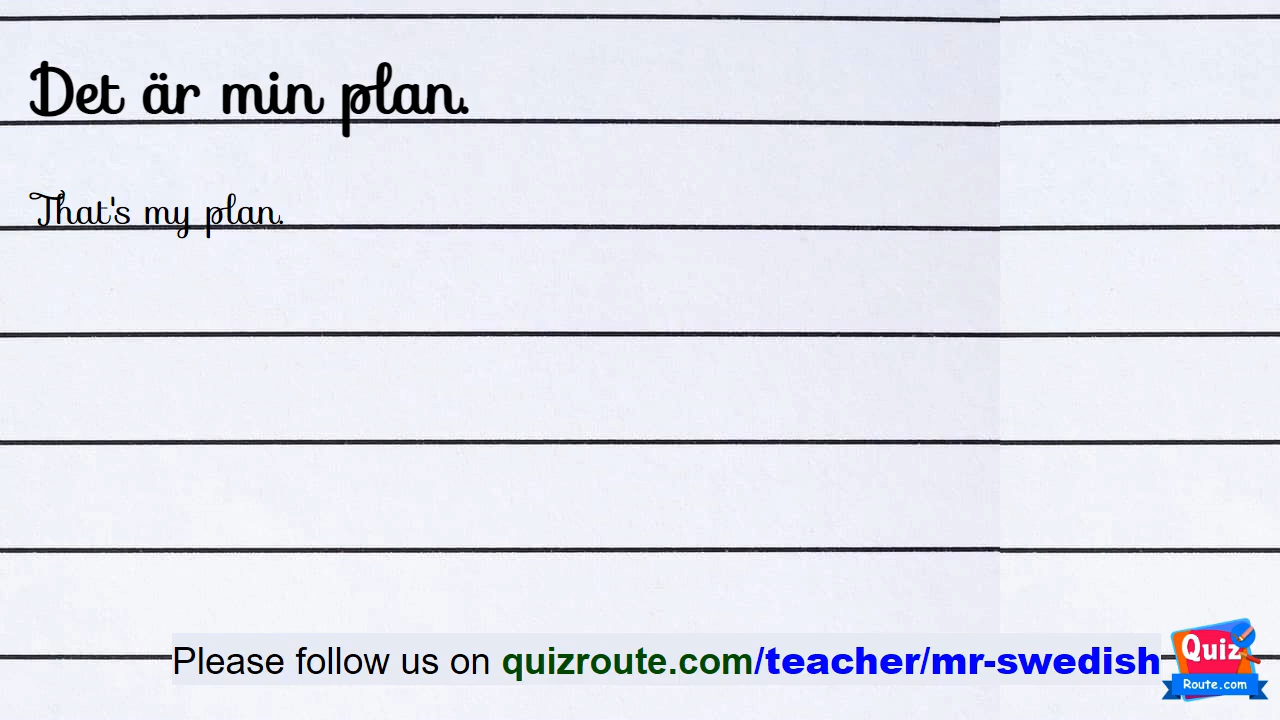 Det är min plan.
That's my plan.
Please follow us on quizroute.com/teacher/mr-swedish
Quiz
Route.com